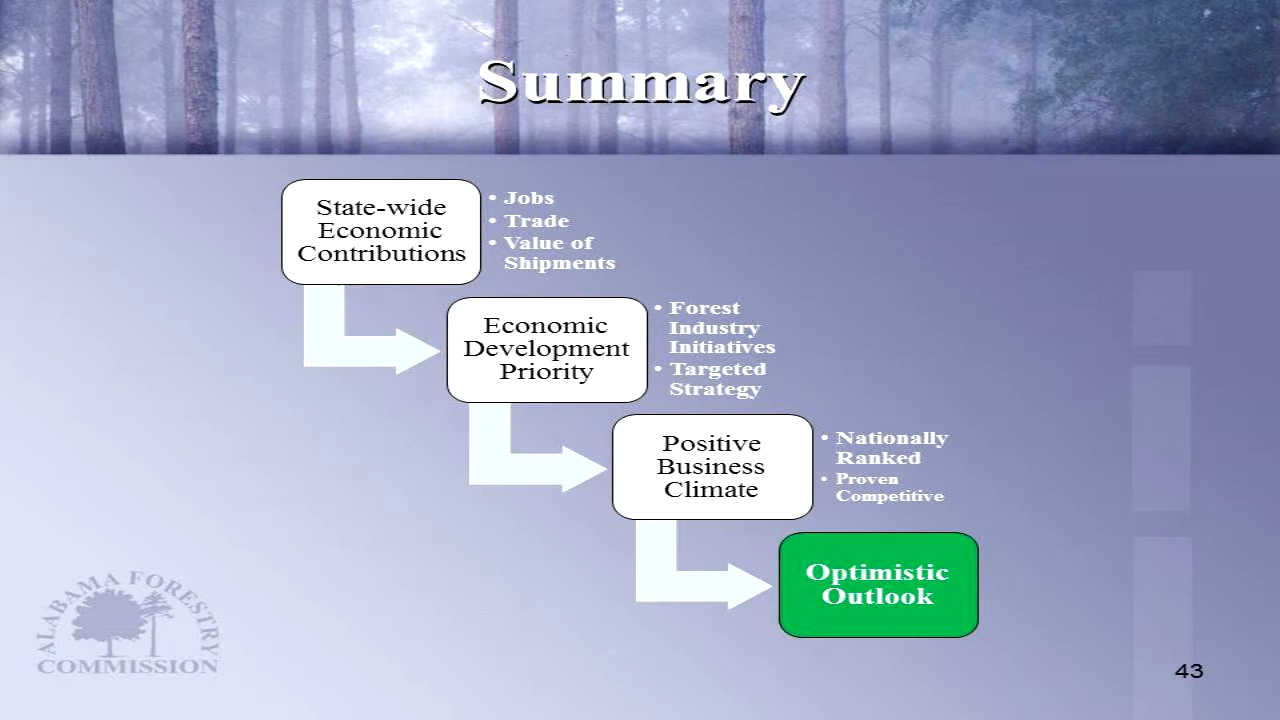 Summary
State-wide
Economic
Contributions
• Jobs
• Trade
• Value of
Shipments
Economic
Development
Priority
• Forest
Industry
Initiatives
• Targeted
Strategy
Positive
Business
Climate
• Nationally
Ranked
• Proven
Competitive
Optimistic
Outlook
ALABAMA FORESTRY
COMMISSION
43